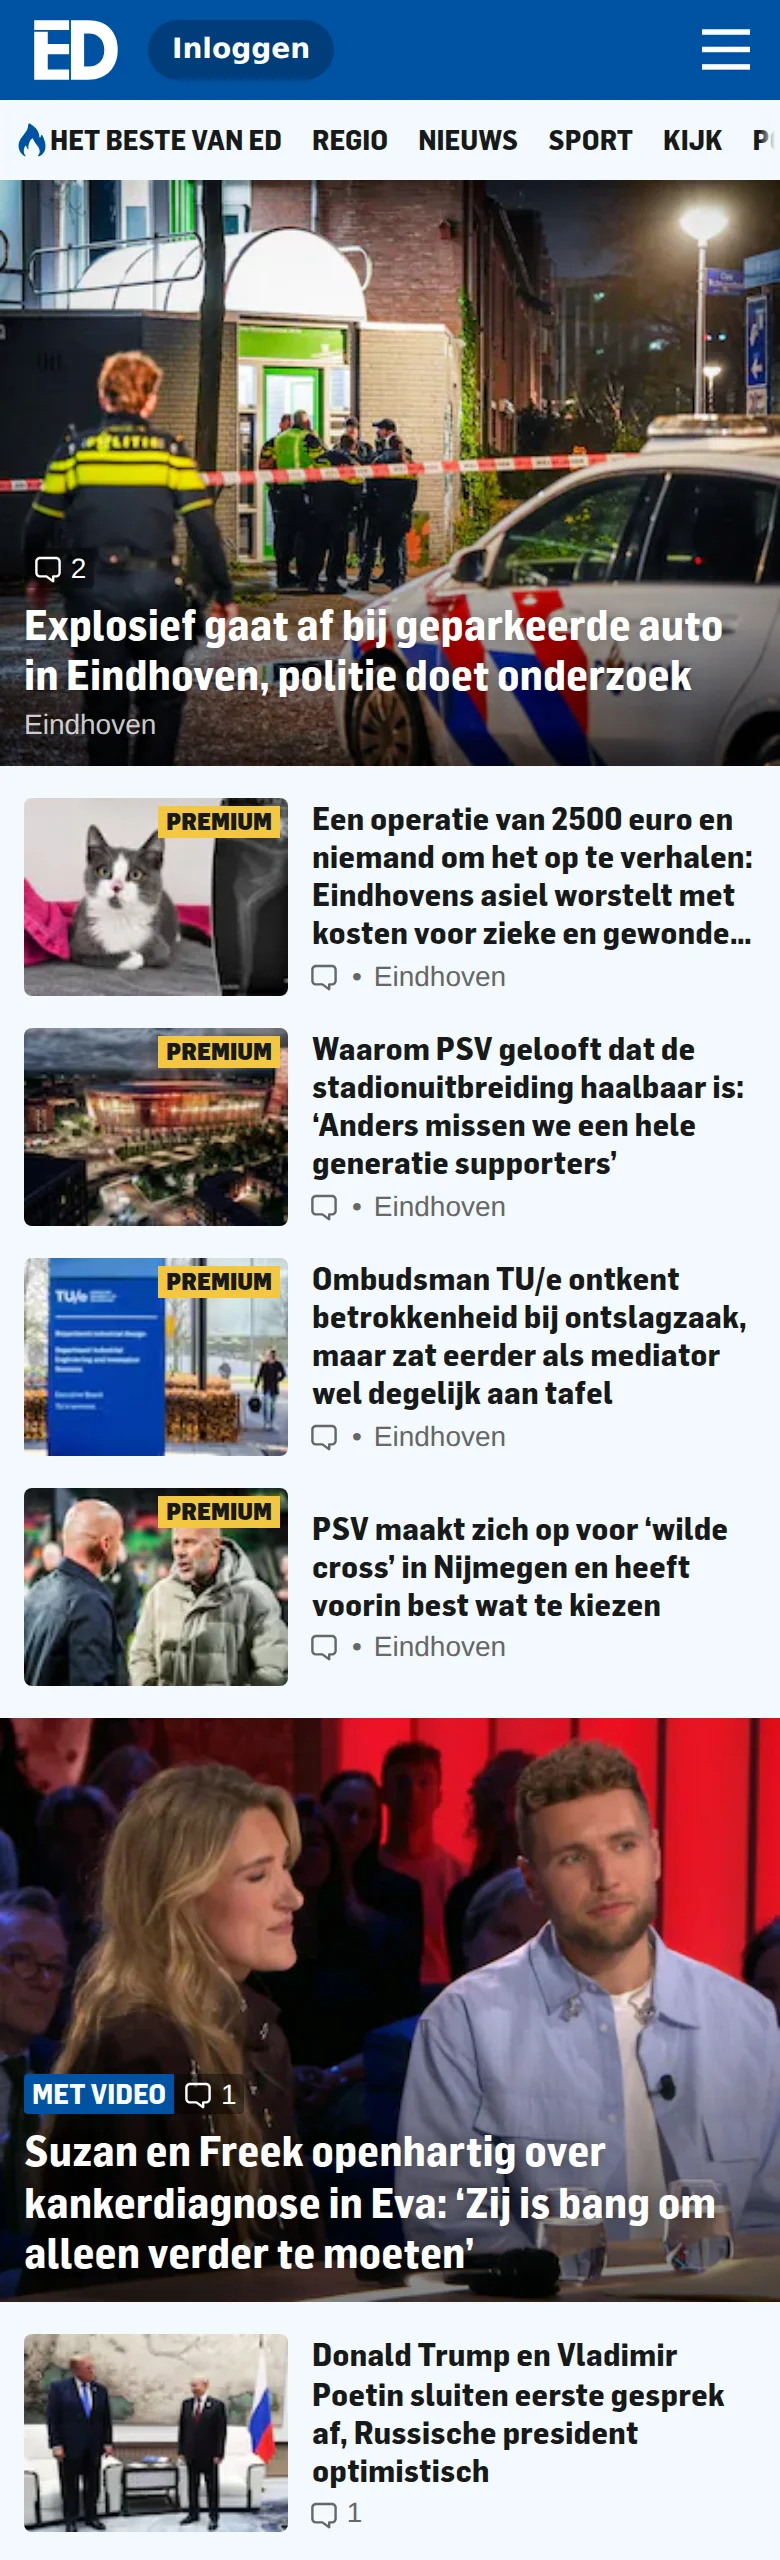 ED
Inloggen
HET BESTE VAN ED
REGIO
NIEUWS
SPORT
KIJK
POLITIE
2
Explosief gaat af bij geparkeerde auto
in Eindhoven, politie doet onderzoek
Eindhoven
PREMIUM
Een operatie van 2500 euro en
niemand om het op te verhalen:
Eindhovens asiel worstelt met
kosten voor zieke en gewonde...
• Eindhoven
PREMIUM
Waarom PSV gelooft dat de
stadionuitbreiding haalbaar is:
‘Anders missen we een hele
generatie supporters’
• Eindhoven
TU/e
PREMIUM
Ombudsman TU/e ontkent
betrokkenheid bij ontslagzaak,
maar zat eerder als mediator
wel degelijk aan tafel
• Eindhoven
PREMIUM
PSV maakt zich op voor ‘wilde
cross’ in Nijmegen en heeft
voorin best wat te kiezen
• Eindhoven
MET VIDEO
1
Suzan en Freek openhartig over
kankerdiagnose in Eva: ‘Zij is bang om
alleen verder te moeten’
Donald Trump en Vladimir
Poetin sluiten eerste gesprek
af, Russische president
optimistisch
1